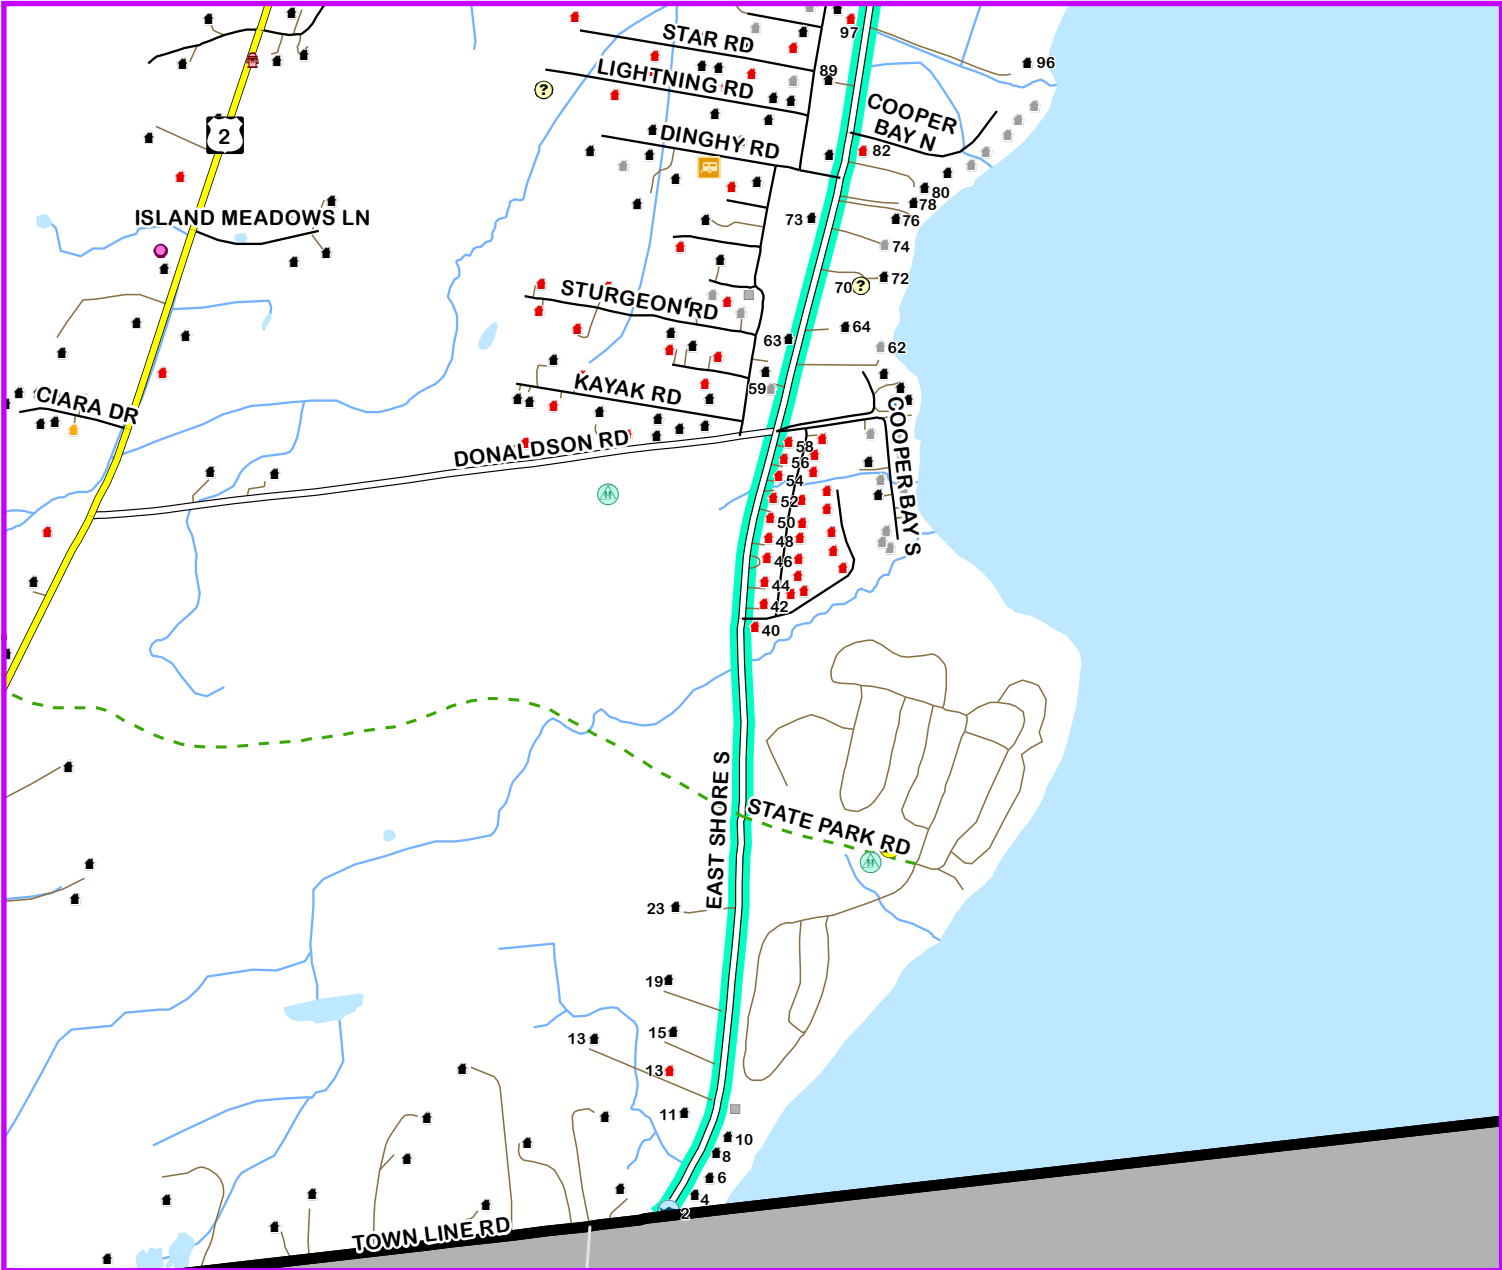 97
STAR RD
96
89
LIGHTNING RD
?
COOPER
BAY N
2
DINGHY RD
82
80
78
ISLAND MEADOWS LN
73
76
74
72
70
?
STURGEON RD
64
63
62
KAYAK RD
59
CIARA DR
COOPER BAY S
DONALDSON RD
58
56
54
52
50
48
46
44
42
40
EAST SHORE S
STATE PARK RD
23
19
15
13
13
11
10
8
6
4
2
TOWN LINE RD